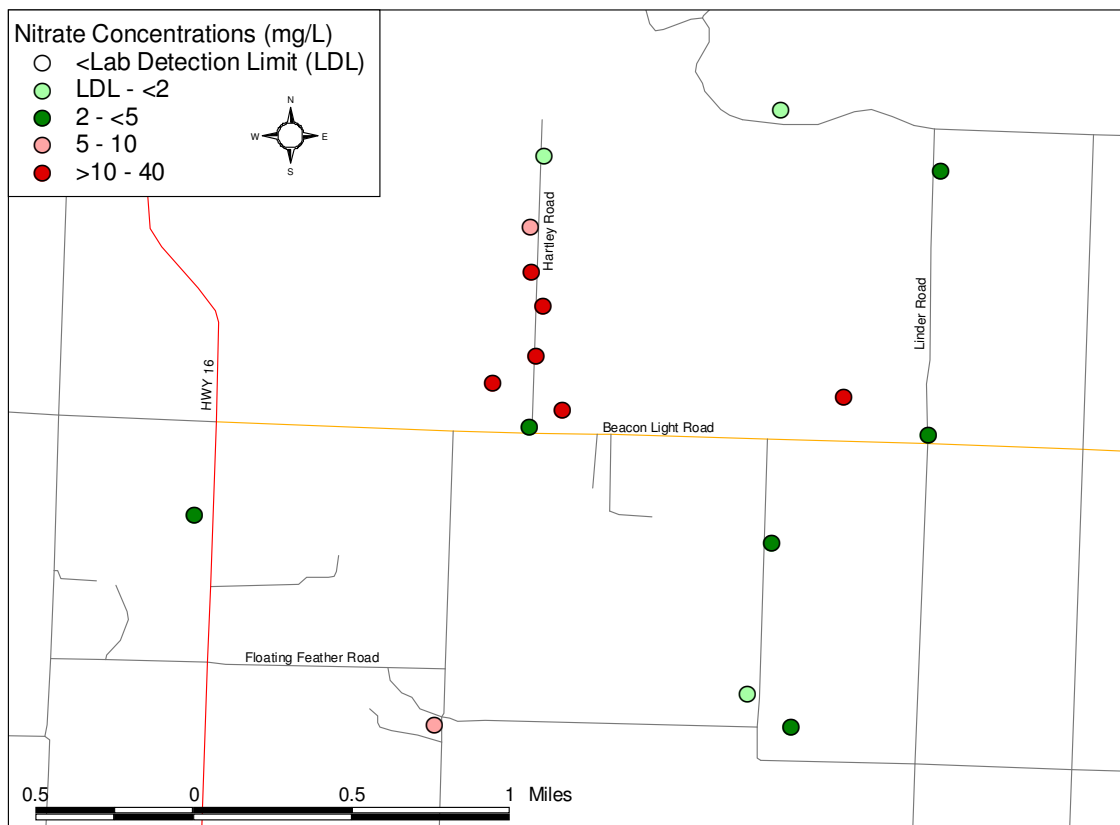 Nitrate Concentrations (mg/L)
<Lab Detection Limit (LDL)
LDL - <2
2 - <5
5 - 10
>10 - 40
N
W E
S
Hartley Road
Linder Road
HWY 16
Beacon Light Road
Floating Feather Road
0.5 0 0.5 1 Miles